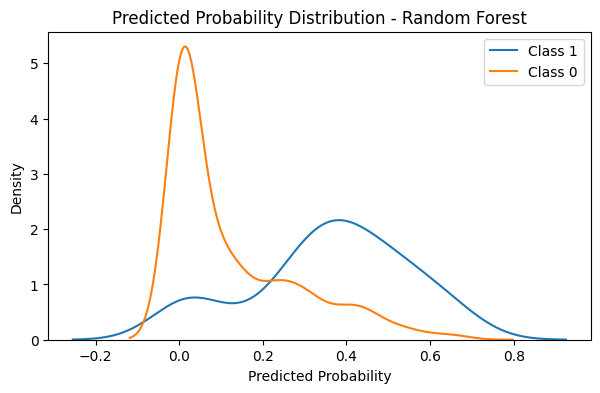 Predicted Probability Distribution - Random Forest
Class 1
Class 0
Density
5
4
3
2
1
0
−0.2 0.0 0.2 0.4 0.6 0.8
Predicted Probability